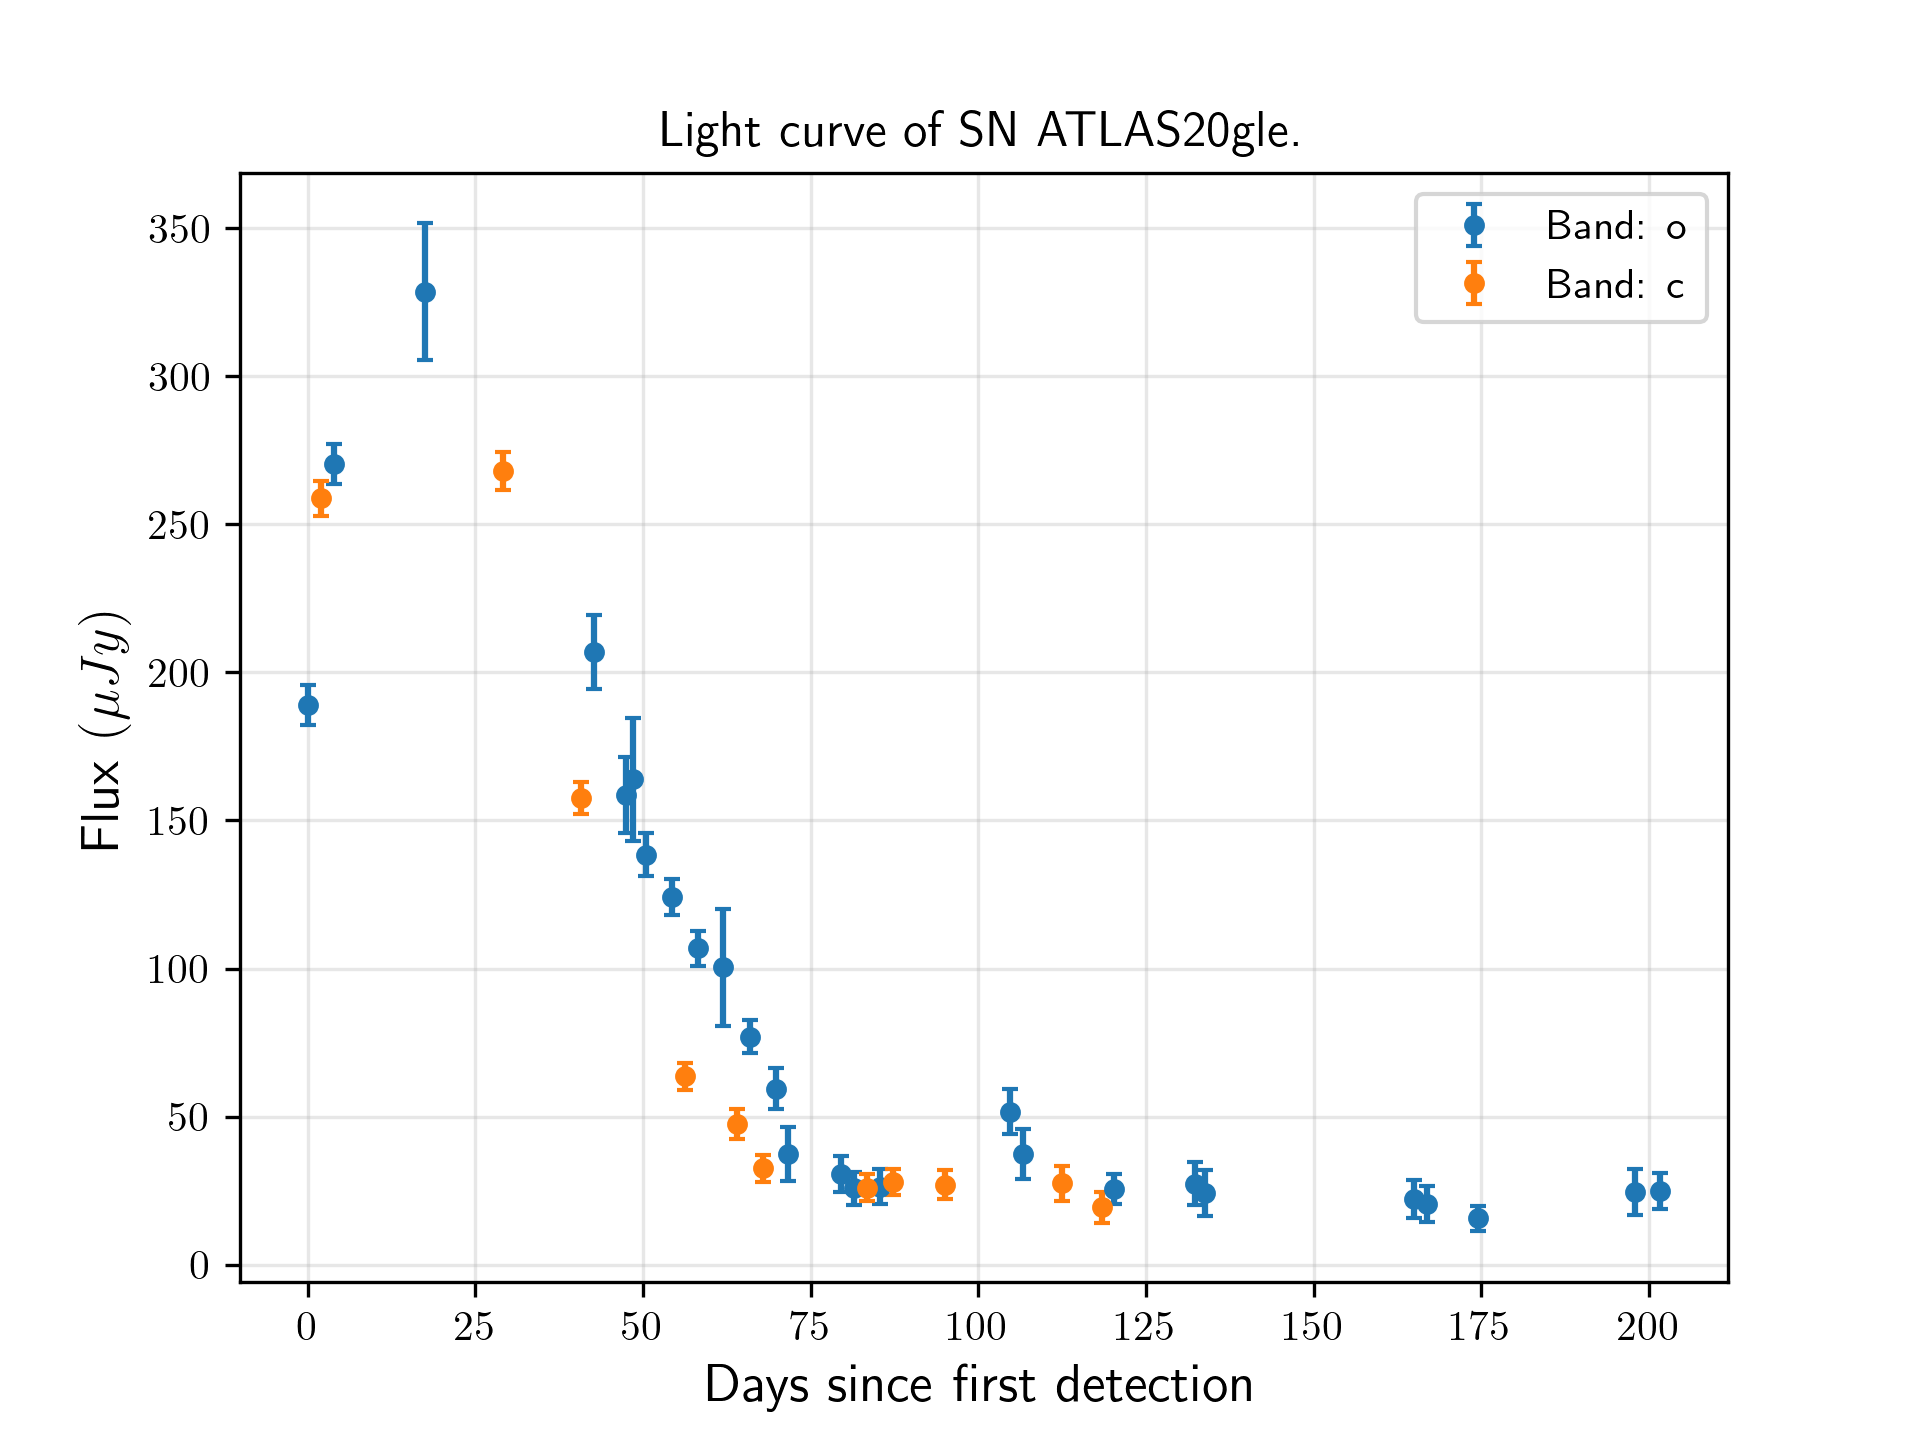 Light curve of SN ATLAS20gle.
Band: o
Band: c
Flux (μJy)
350
300
250
200
150
100
50
0
0 25 50 75 100 125 150 175 200
Days since first detection